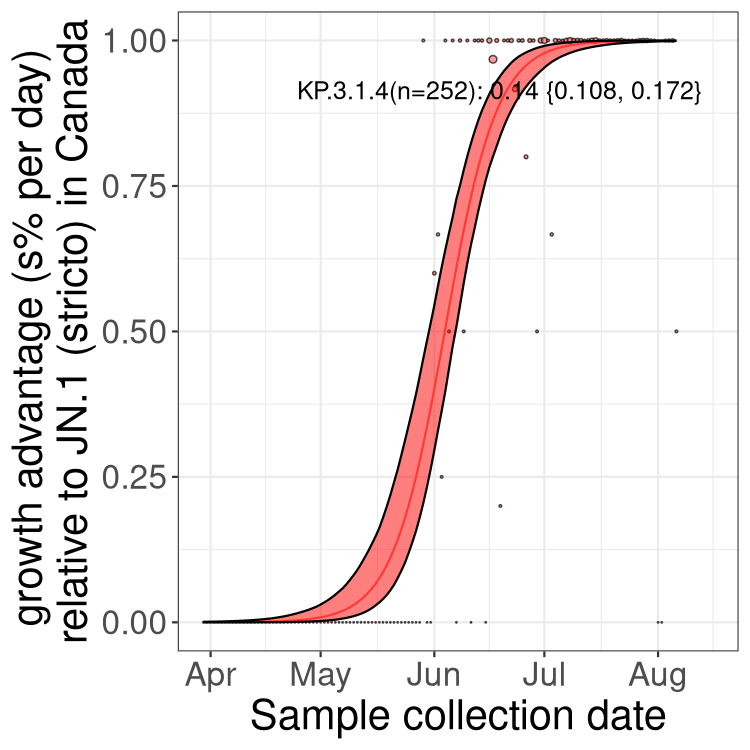 growth advantage (s% per day)
relative to JN.1 (stricto) in Canada
1.00
0.75
0.50
0.25
0.00
KP.3.1.4(n=252): 0.14 {0.108, 0.172}
Apr May Jun Jul Aug
Sample collection date